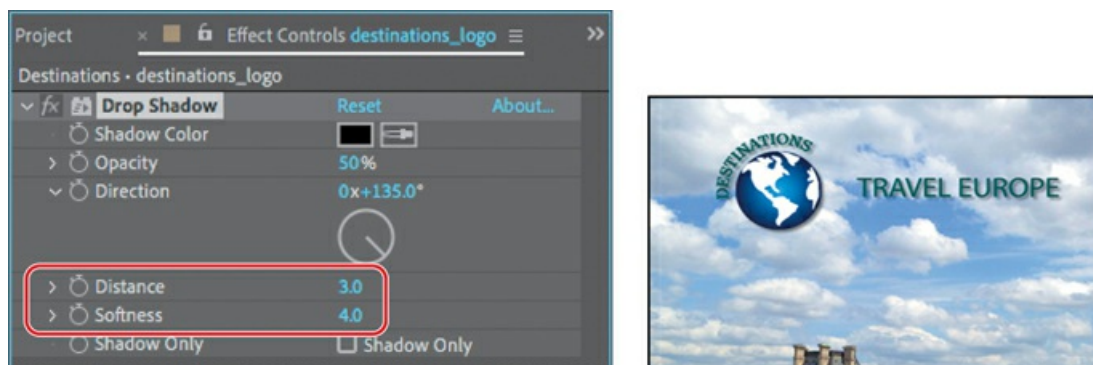 Project × Effect Controls destinations_logo ≡ »
Destinations • destinations_logo
fx Drop Shadow Reset About...
Shadow Color
Opacity 50%
Direction 0x+135.0°
Distance 3.0
Softness 4.0
Shadow Only Shadow Only
DESTINATIONS
TRAVEL EUROPE